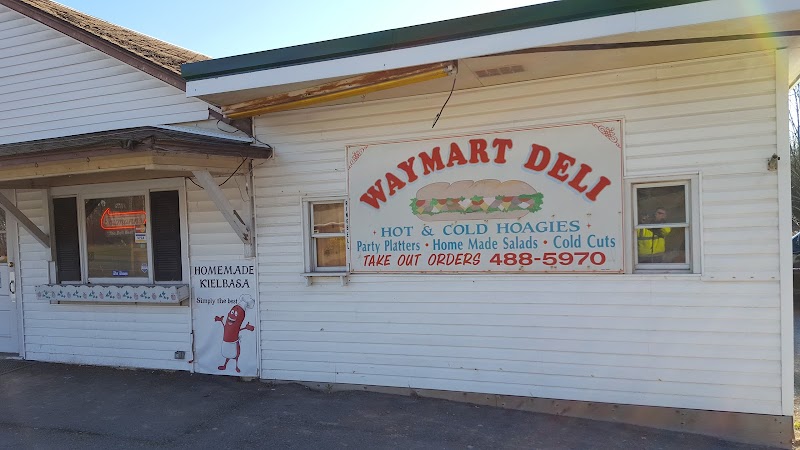 WAYMART DELI
HOT & COLD HOAGIES
Party Platters • Home Made Salads • Cold Cuts
TAKE OUT ORDERS 488-5970
HOMEMADE
KIELBASA
Simply the best